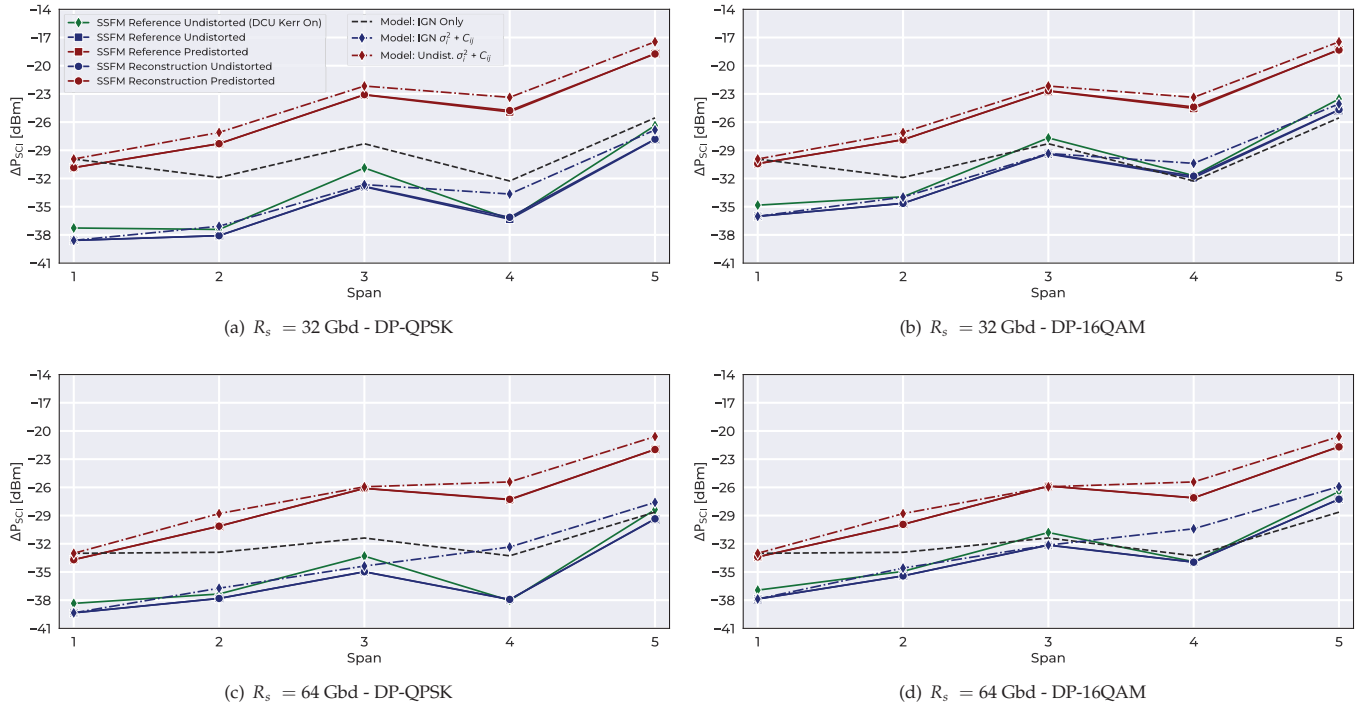 SSFM Reference Undistorted (DCU Kerr On)
SSFM Reference Undistorted
SSFM Reference Predistorted
SSFM Reconstruction Undistorted
SSFM Reconstruction Predistorted
Model: IGN Only
Model: IGN σ_i^2 + C_ij
Model: Undist. σ_i^2 + C_ij
−14
−17
−20
−23
−26
−29
−32
−35
−38
−41
ΔP_SCI [dBm]
1 2 3 4 5
Span
(a) R_s = 32 Gbd - DP-QPSK
−14
−17
−20
−23
−26
−29
−32
−35
−38
−41
ΔP_SCI [dBm]
1 2 3 4 5
Span
(b) R_s = 32 Gbd - DP-16QAM
−14
−17
−20
−23
−26
−29
−32
−35
−38
−41
ΔP_SCI [dBm]
1 2 3 4 5
Span
(c) R_s = 64 Gbd - DP-QPSK
−14
−17
−20
−23
−26
−29
−32
−35
−38
−41
ΔP_SCI [dBm]
1 2 3 4 5
Span
(d) R_s = 64 Gbd - DP-16QAM